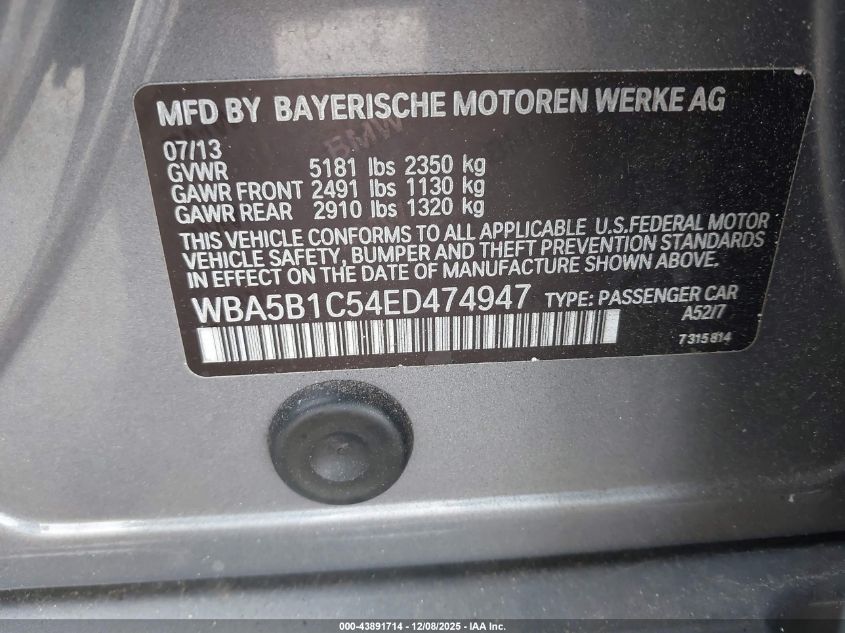 MFD BY BAYERISCHE MOTOREN WERKE AG
07/13
GVWR 5181 lbs 2350 kg
GAWR FRONT 2491 lbs 1130 kg
GAWR REAR 2910 lbs 1320 kg
THIS VEHICLE CONFORMS TO ALL APPLICABLE U.S.FEDERAL MOTOR
VEHICLE SAFETY, BUMPER AND THEFT PREVENTION STANDARDS
IN EFFECT ON THE DATE OF MANUFACTURE SHOWN ABOVE.
WBA5B1C54ED474947 TYPE: PASSENGER CAR
A52/7
7315814
BMW
000-43891714 | 12/08/2025 | IAA Inc.